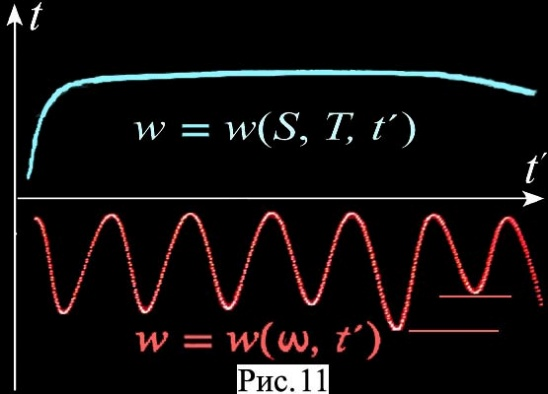 t
w = w(S, T, t′)
t′
w = w(ω, t′)
Рис. 11